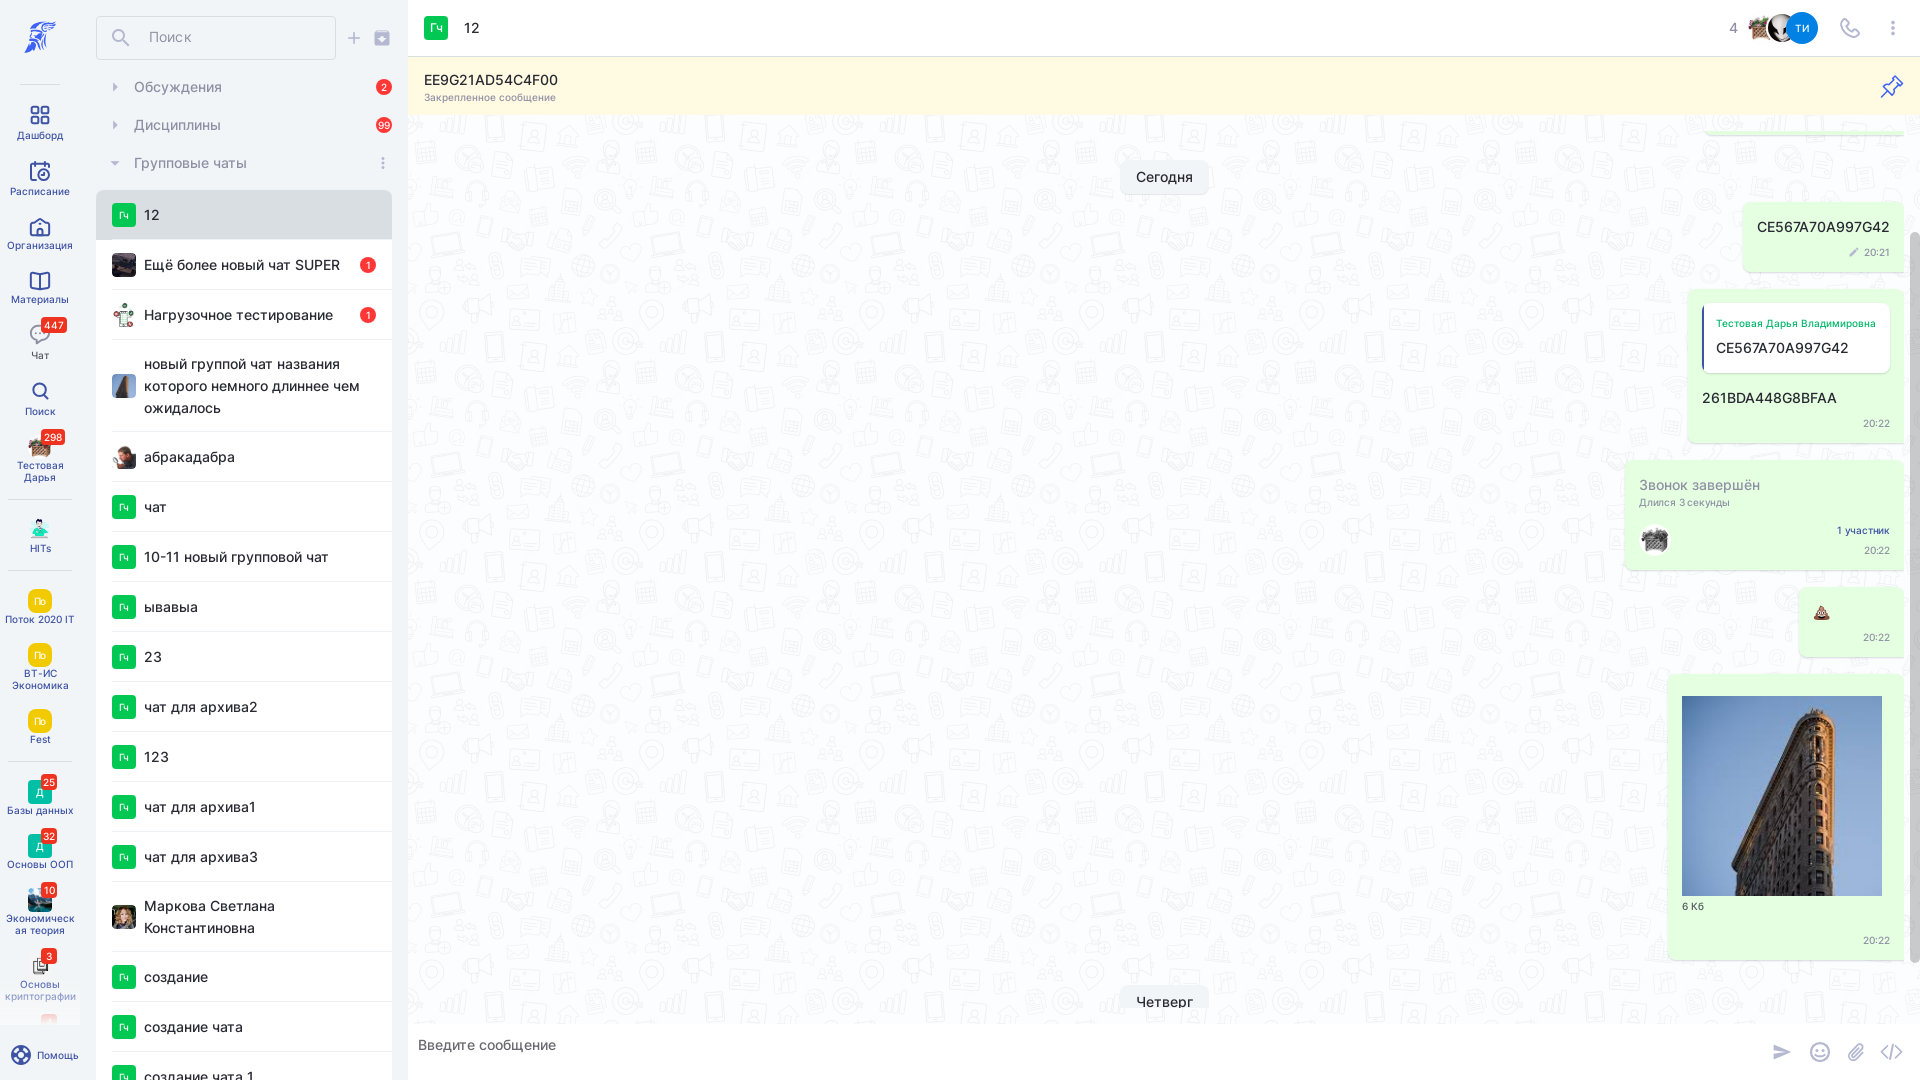 Поиск
Обсуждения
2
Дисциплины
99
Групповые чаты
Дашборд
Расписание
Организация
Материалы
447
Чат
Поиск
298
Тестовая
Дарья
HITs
По
Поток 2020 IT
По
ВТ-ИС
Экономика
По
Fest
25
Д
Базы данных
32
Д
Основы ООП
10
Экономическ
ая теория
3
Основы
криптографии
Помощь
Гч
12
Ещё более новый чат SUPER
1
Нагрузочное тестирование
1
новый группой чат названия
которого немного длиннее чем
ожидалось
абракадабра
Гч
чат
Гч
10-11 новый групповой чат
Гч
ывавыа
Гч
23
Гч
чат для архива2
Гч
123
Гч
чат для архива1
Гч
чат для архива3
Маркова Светлана
Константиновна
Гч
создание
Гч
создание чата
Гч
создание чата 1
Гч
12
4
ТИ
EE9G21AD54C4F00
Закрепленное сообщение
Сегодня
CE567A70A997G42
20:21
Тестовая Дарья Владимировна
CE567A70A997G42
261BDA448G8BFAA
20:22
Звонок завершён
Длился 3 секунды
1 участник
20:22
20:22
6 Кб
20:22
Четверг
Введите сообщение